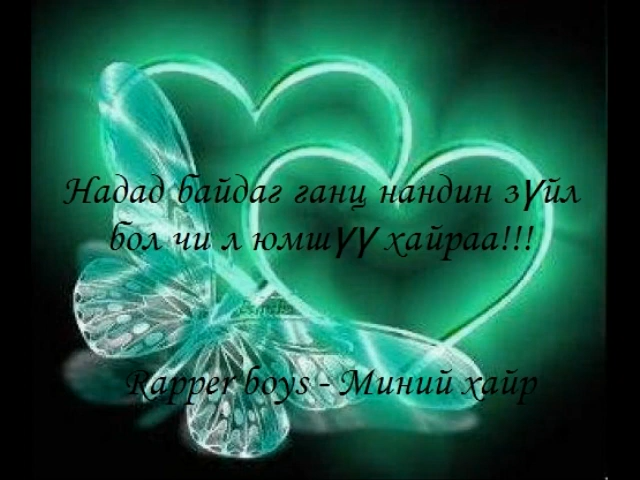 Надад байдаг ганц нандин зүйл
бол чи л юмшүү хайраа!!!
Rapper boys - Миний хайр